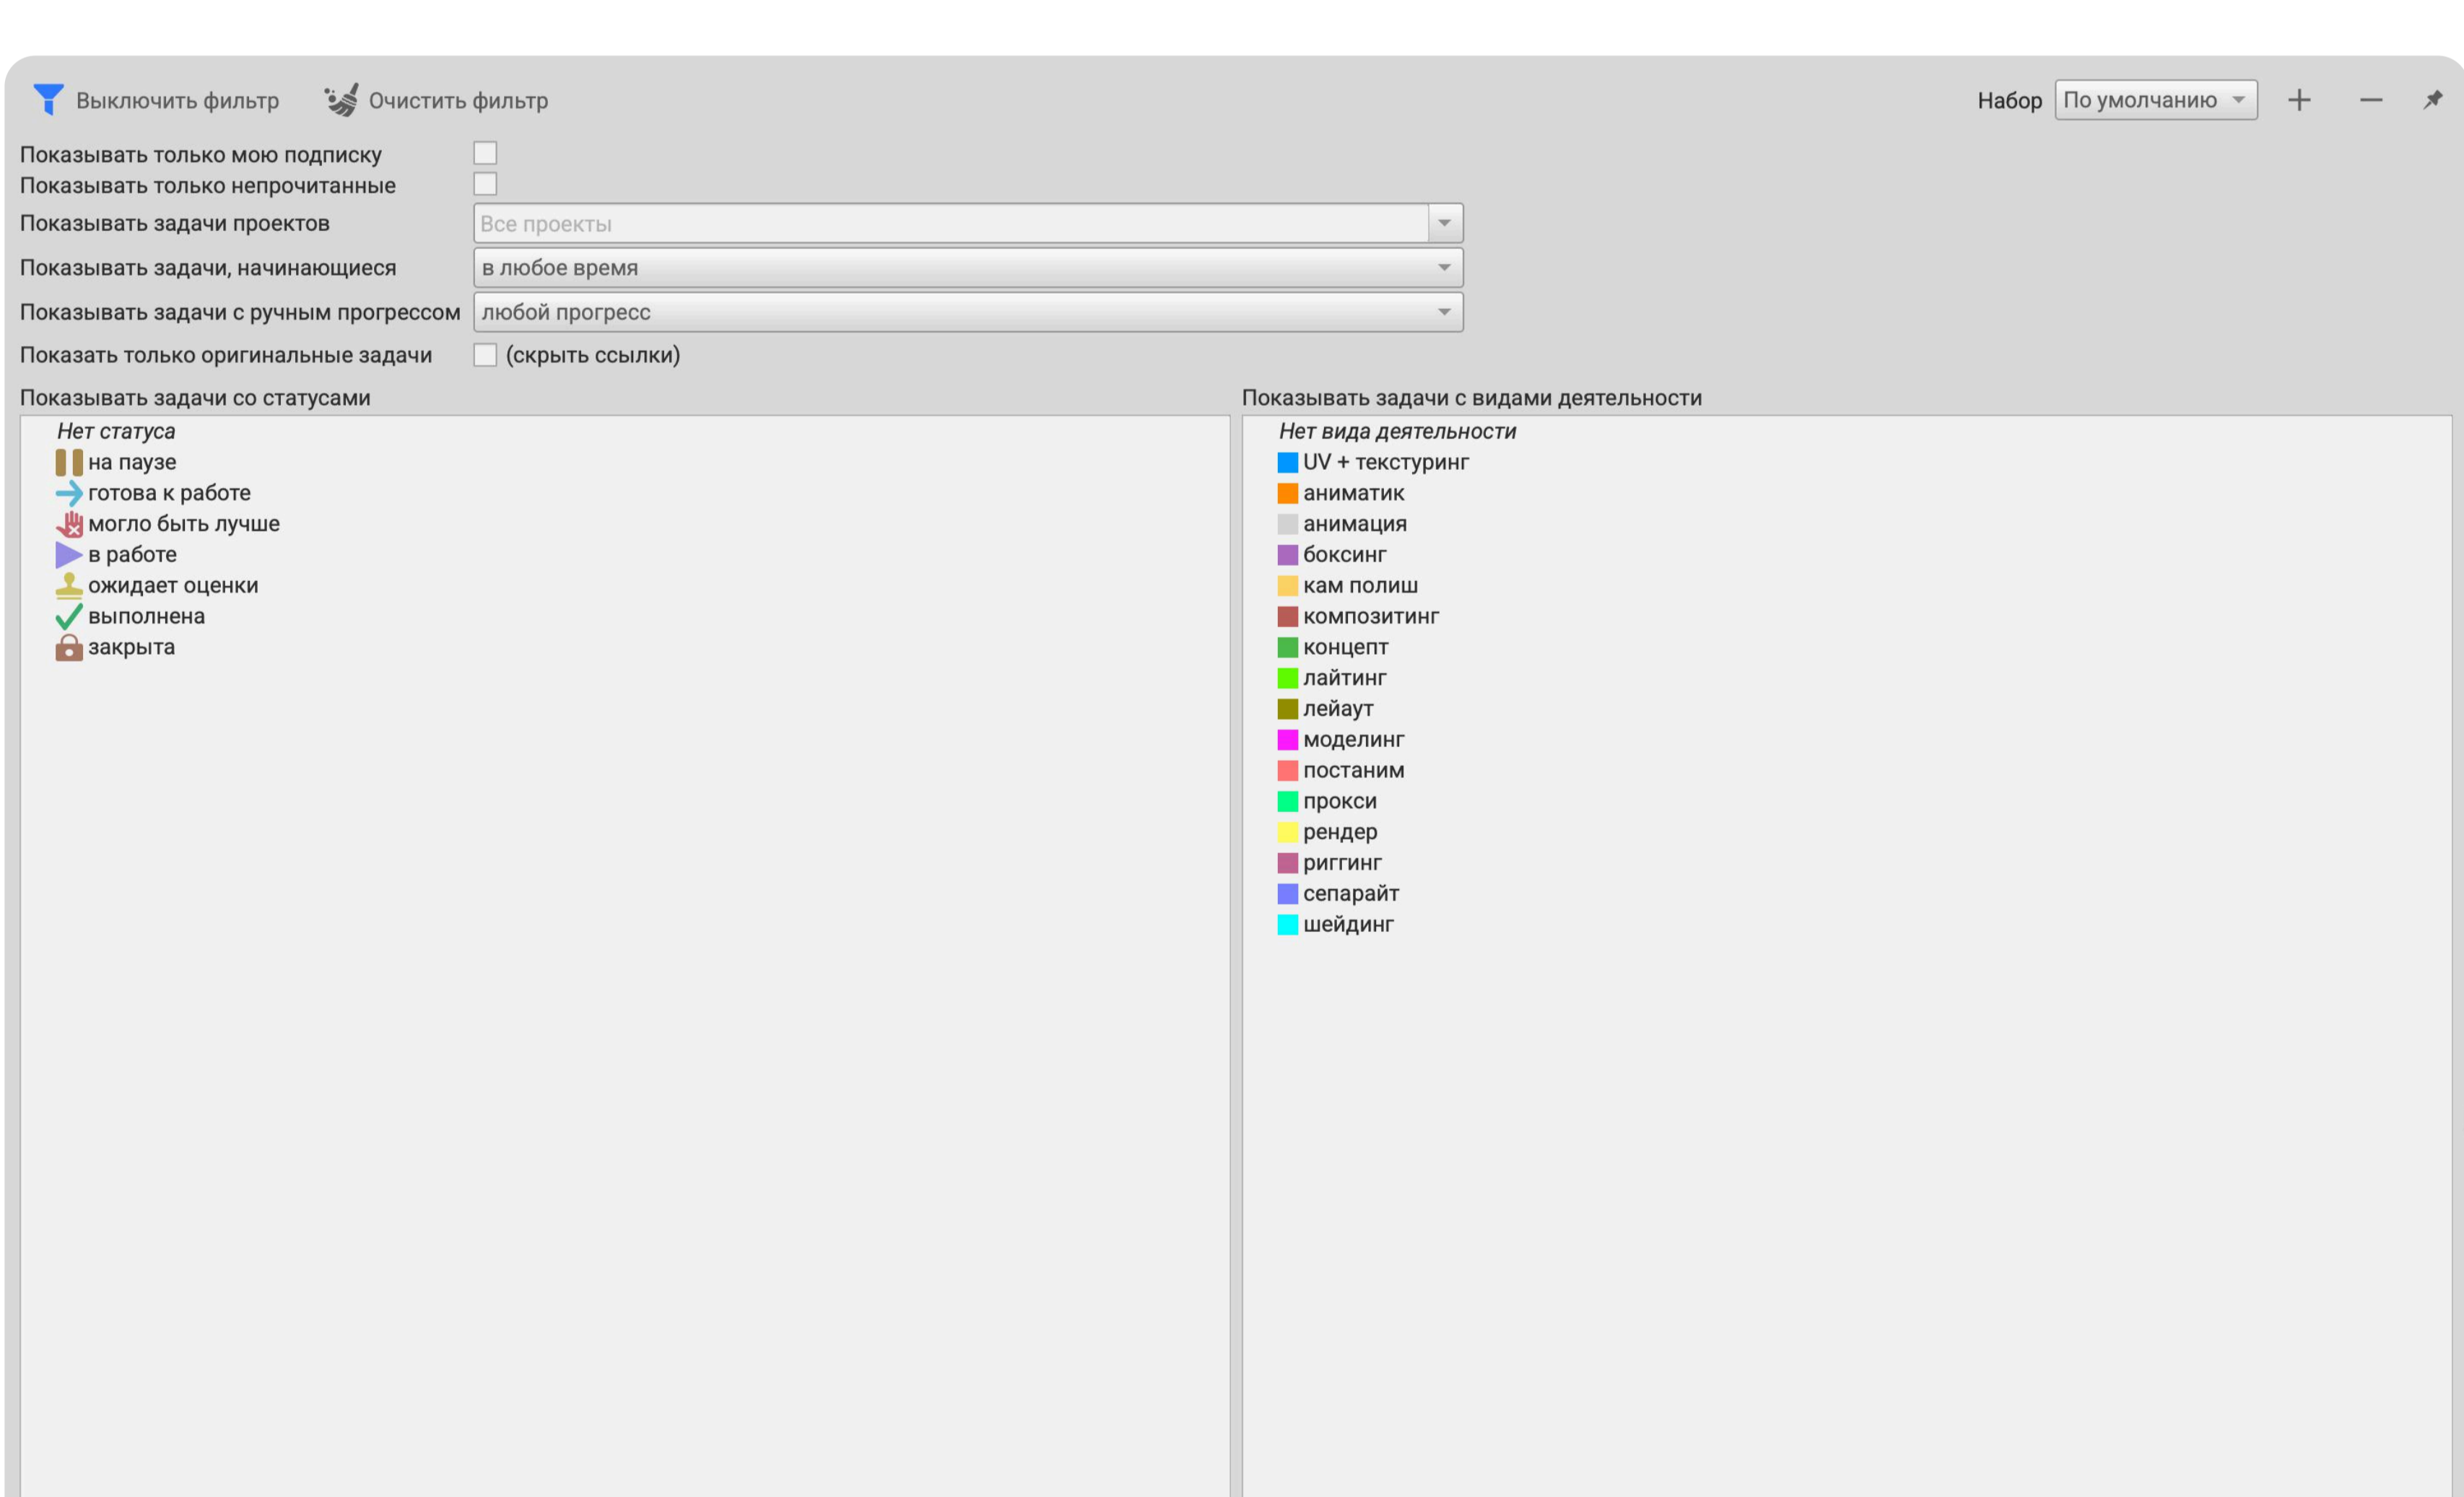 Выключить фильтр Очистить фильтр Набор По умолчанию
Показывать только мою подписку
Показывать только непрочитанные
Показывать задачи проектов Все проекты
Показывать задачи, начинающиеся в любое время
Показывать задачи с ручным прогрессом любой прогресс
Показать только оригинальные задачи (скрыть ссылки)
Показывать задачи со статусами
Нет статуса
на паузе
готова к работе
могло быть лучше
в работе
ожидает оценки
выполнена
закрыта
Показывать задачи с видами деятельности
Нет вида деятельности
UV + текстуринг
аниматик
анимация
боксинг
кам полиш
композитинг
концепт
лайтинг
лейаут
моделинг
постаним
прокси
рендер
риггинг
сепарайт
шейдинг